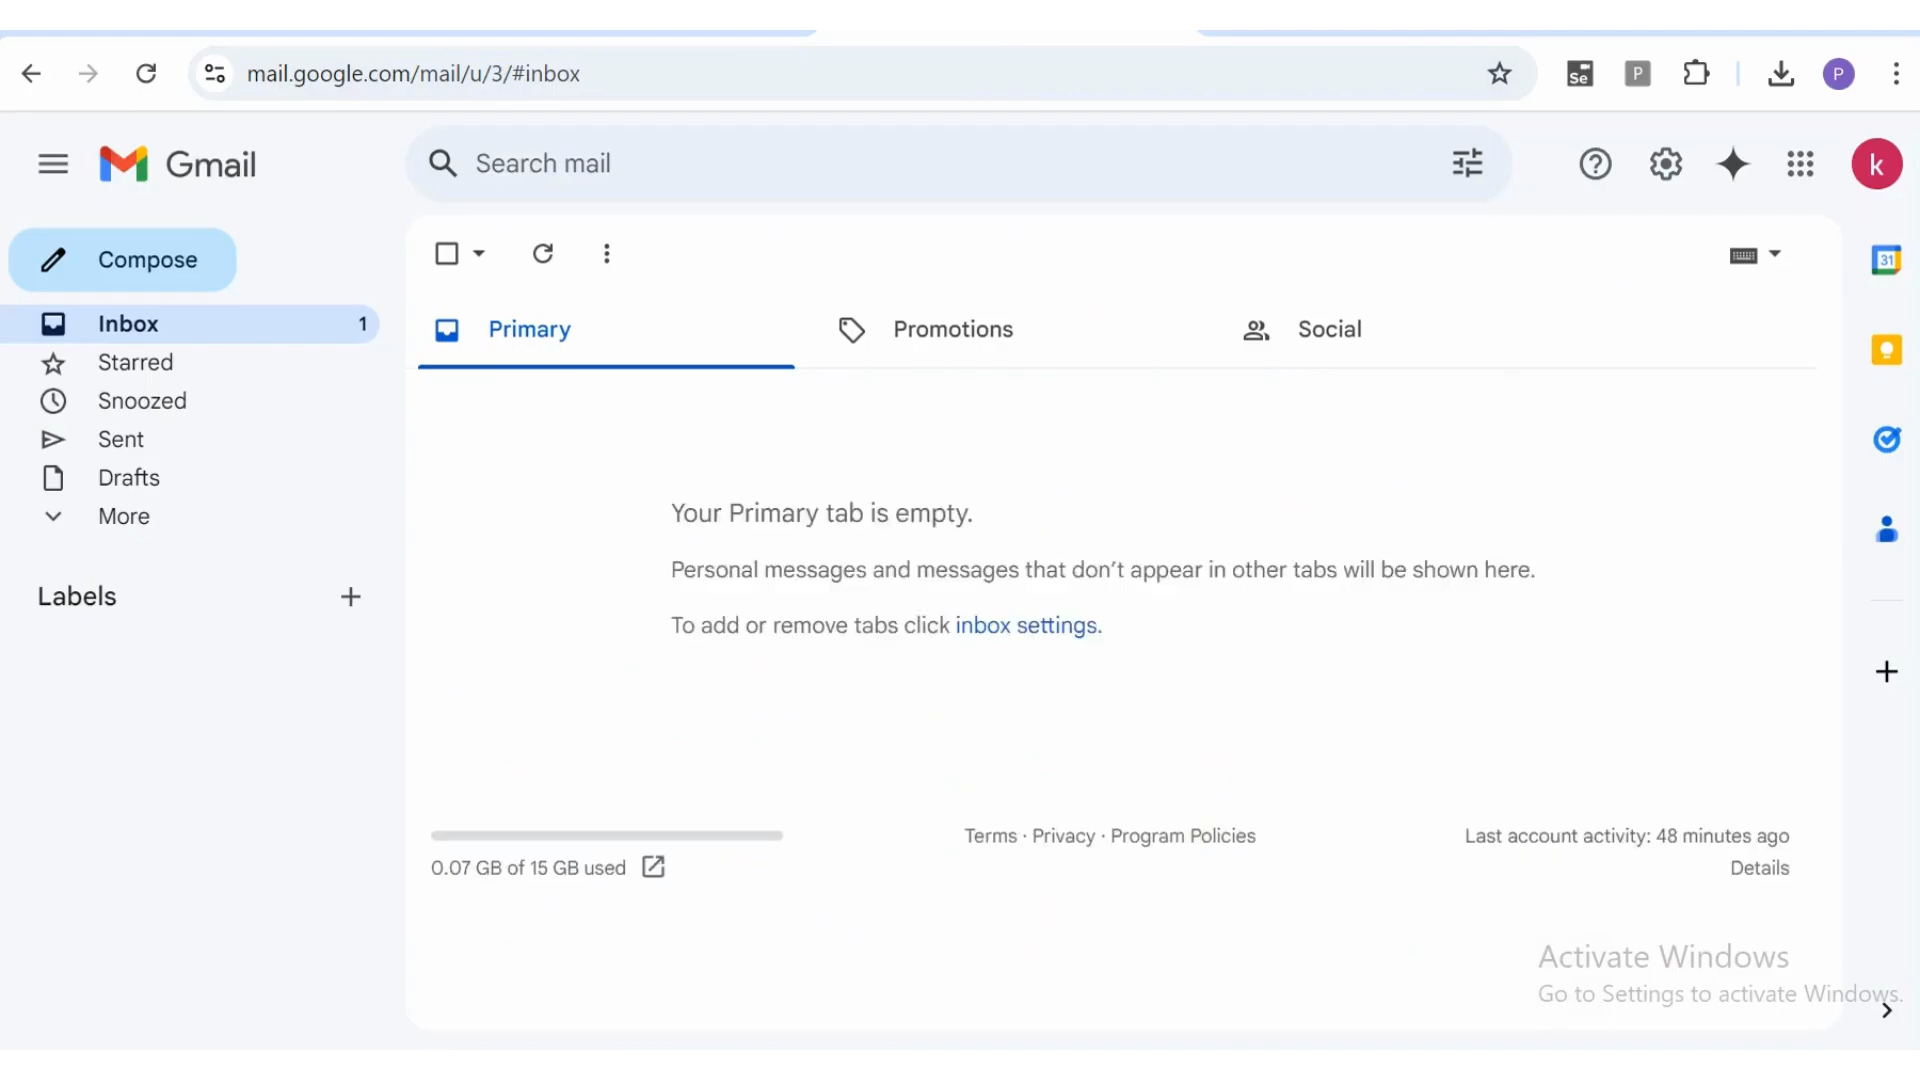 mail.google.com/mail/u/3/#inbox
Se
P
P
Gmail
Search mail
k
Compose
Inbox 1
Starred
Snoozed
Sent
Drafts
More
Labels
Primary
Promotions
Social
31
Your Primary tab is empty.
Personal messages and messages that don’t appear in other tabs will be shown here.
To add or remove tabs click inbox settings.
0.07 GB of 15 GB used
Terms · Privacy · Program Policies
Last account activity: 48 minutes ago
Details
Activate Windows
Go to Settings to activate Windows.